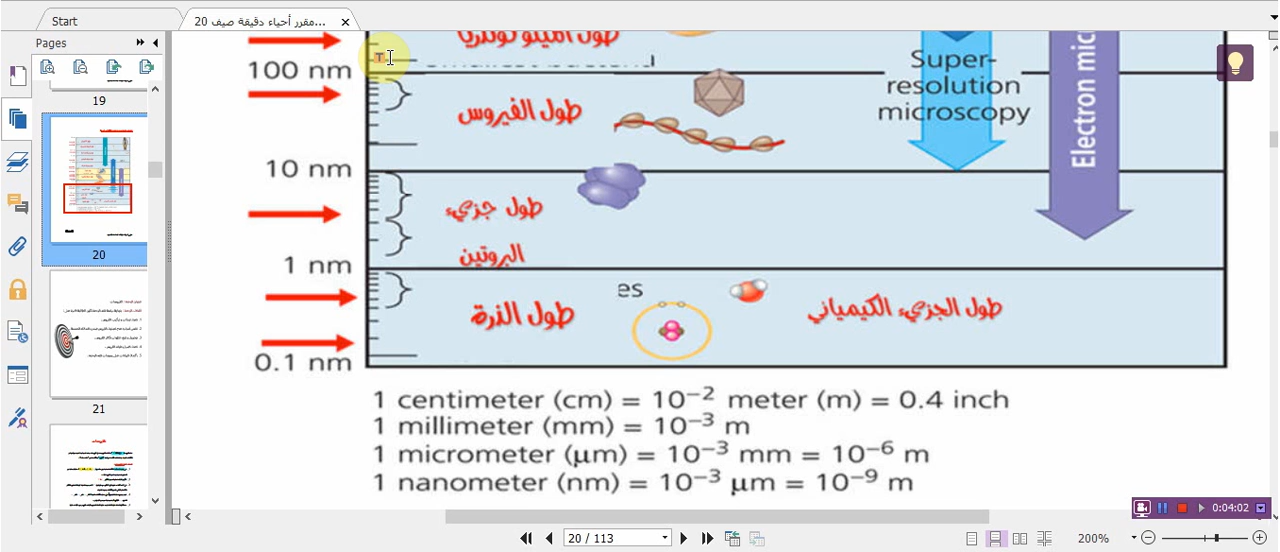 Start
مقرر أحياء دقيقة صيف 20...
Pages
19
20
21
100 nm
Super-
resolution
microscopy
Electron mic
طول الفيروس
10 nm
طول جزيء
البروتين
1 nm
es
طول الذرة
طول الجزيء الكيميائي
0.1 nm
1 centimeter (cm) = 10⁻² meter (m) = 0.4 inch
1 millimeter (mm) = 10⁻³ m
1 micrometer (μm) = 10⁻³ mm = 10⁻⁶ m
1 nanometer (nm) = 10⁻³ μm = 10⁻⁹ m
0:04:02
20 / 113
200%